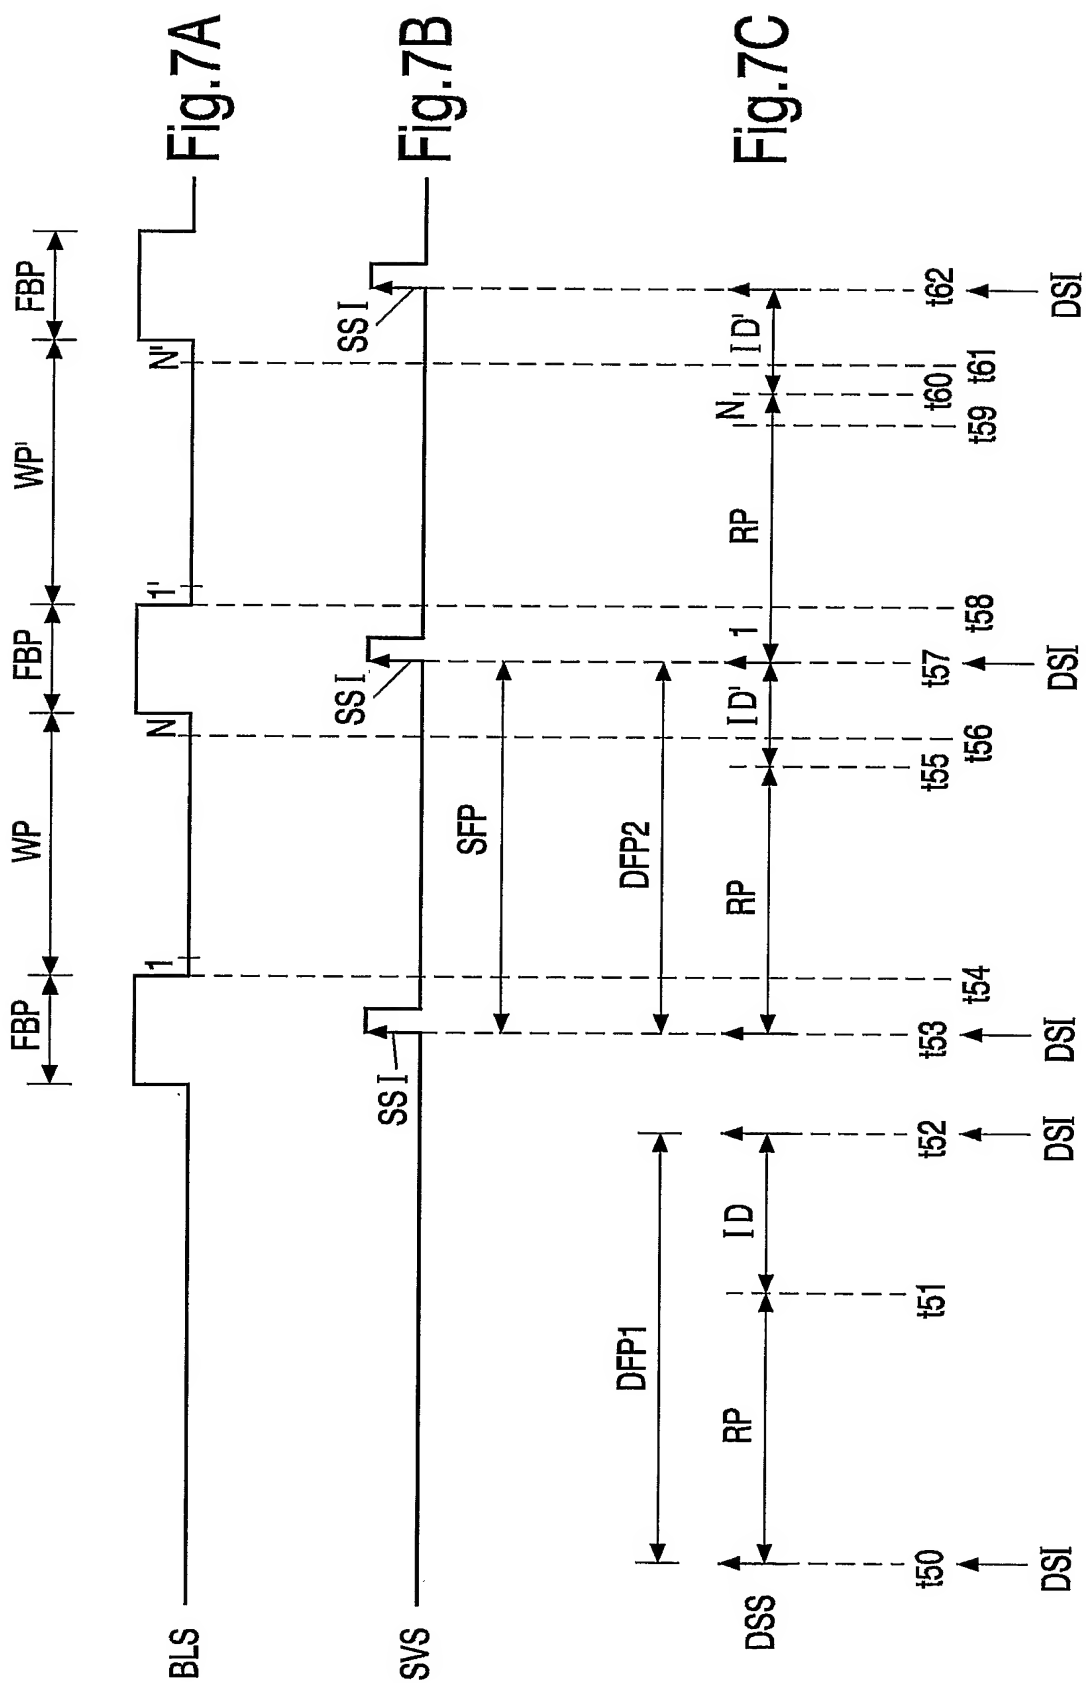 FBP WP FBP WP' FBP
BLS 1 N 1' N' Fig.7A
SVS SSI SSI SSI Fig.7B
SFP
DFP1 DFP2
DSS RP ID RP ID' 1 RP N ID' Fig.7C
t50 t51 t52 t53 t55 t57 t60 t62
t54 t56 t58 t59 t61
DSI DSI DSI DSI DSI